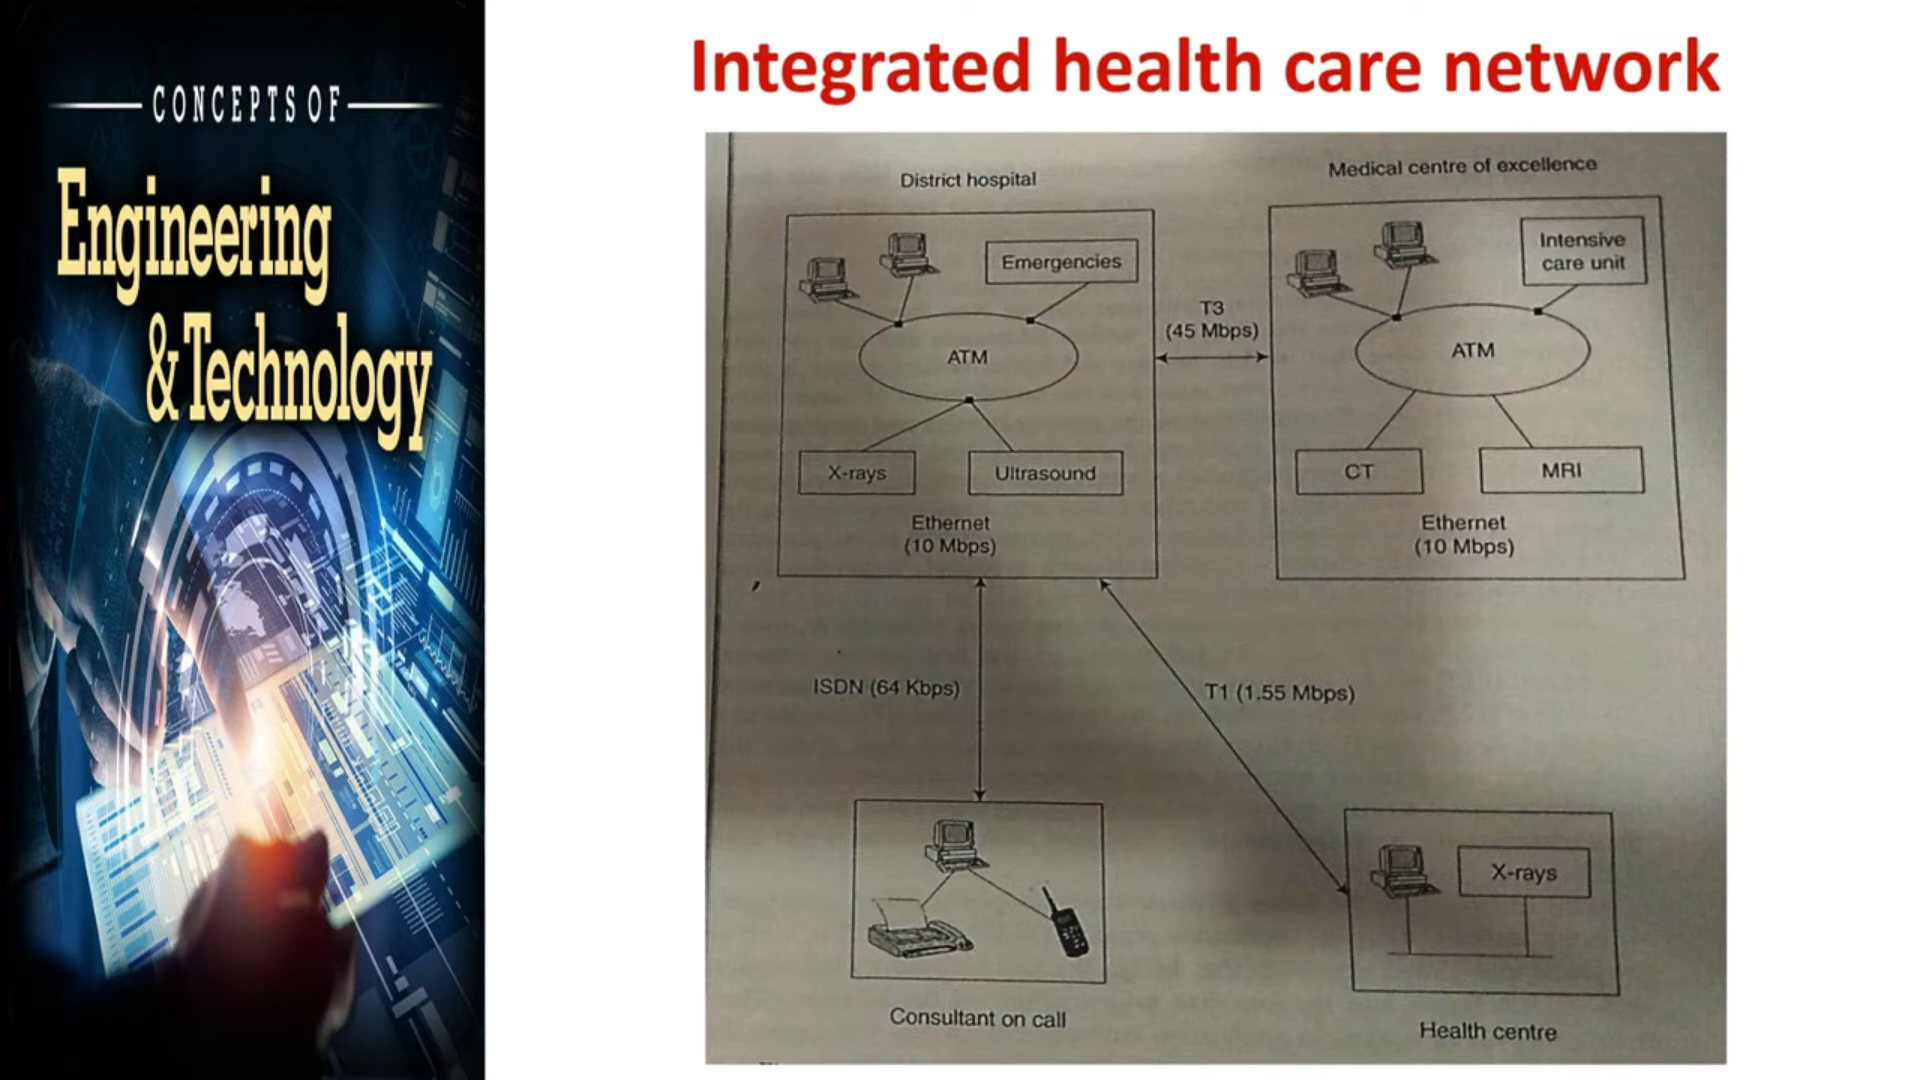 CONCEPTS OF
Engineering
& Technology
Integrated health care network
District hospital
Emergencies
ATM
X-rays
Ultrasound
Ethernet
(10 Mbps)
T3
(45 Mbps)
Medical centre of excellence
Intensive
care unit
ATM
CT
MRI
Ethernet
(10 Mbps)
ISDN (64 Kbps)
T1 (1.55 Mbps)
Consultant on call
X-rays
Health centre